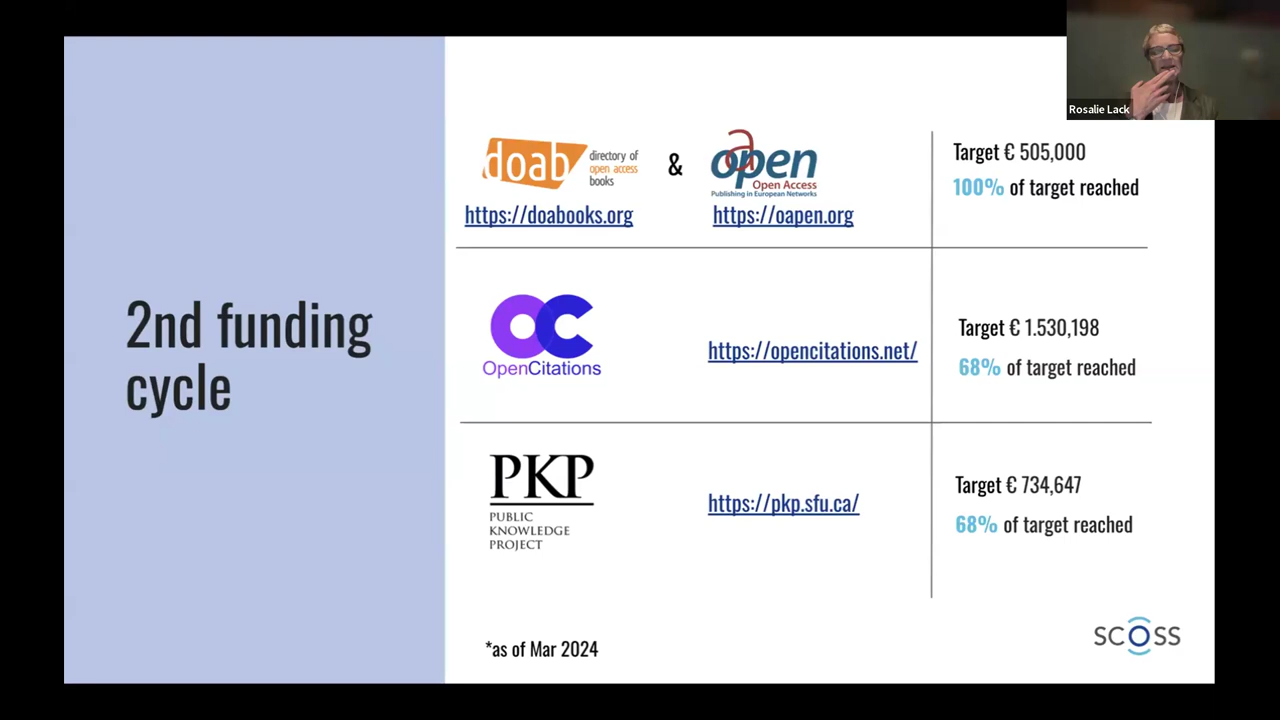 Rosalie Lack
2nd funding
cycle
doab
directory of
open access
books
&
oapen
Open Access
Publishing in European Networks
https://doabooks.org
https://oapen.org
Target € 505,000
100% of target reached
OpenCitations
https://opencitations.net/
Target € 1.530,198
68% of target reached
PKP
PUBLIC
KNOWLEDGE
PROJECT
https://pkp.sfu.ca/
Target € 734,647
68% of target reached
*as of Mar 2024
SCOSS